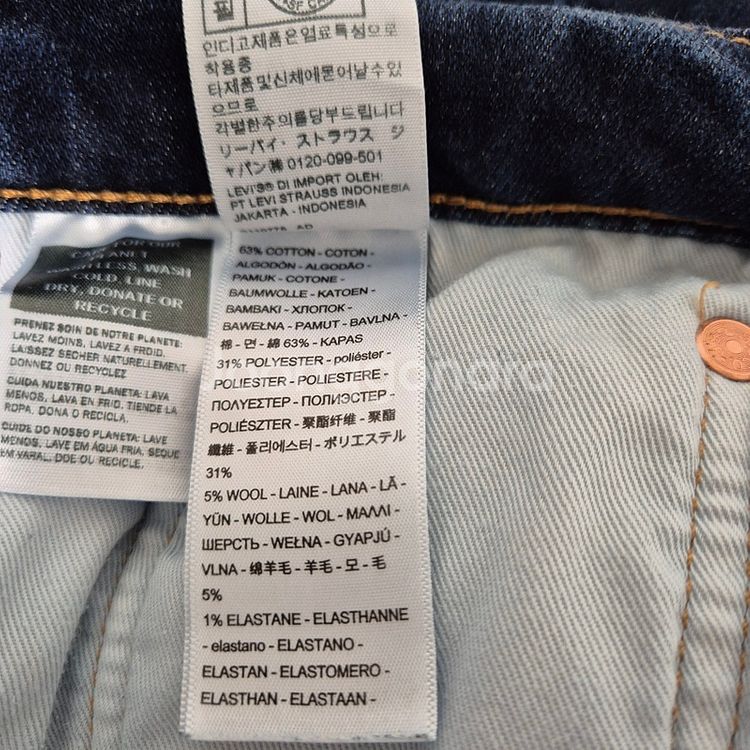 필
인디고제품은염료특성으로
착용중
타제품및신체에묻어날수있
으므로
각별한주의를당부드립니다
リーバイ・ストラウス ジ
ャパン㈱ 0120-099-501
LEVI'S® DI IMPORT OLEH:
PT LEVI STRAUSS INDONESIA
JAKARTA - INDONESIA
63% COTTON - COTON -
ALGODÓN - ALGODÃO -
PAMUK - COTONE -
BAUMWOLLE - KATOEN -
BAMBAKI - ХЛОПОК -
BAWEŁNA - PAMUT - BAVLNA -
棉 - 면 - 綿 63% - KAPAS
31% POLYESTER - poliéster -
POLIESTER - POLIESTERE -
ΠΟΛΥΕΣΤΕΡ - ПОЛИЭСТЕР -
POLIÉSZTER - 聚酯纤维 - 聚酯
纖維 - 폴리에스터 - ポリエステル
31%
5% WOOL - LAINE - LANA - LÃ -
YÜN - WOLLE - WOL - ΜΑΛΛΙ -
ШЕРСТЬ - WEŁNA - GYAPJÚ -
VLNA - 绵羊毛 - 羊毛 - 모 - 毛
5%
1% ELASTANE - ELASTHANNE
- elastano - ELASTANO -
ELASTAN - ELASTOMERO -
ELASTHAN - ELASTAAN -
FOR OUR
WASH
COLD, LINE
DRY, DONATE OR
RECYCLE
PRENEZ SOIN DE NOTRE PLANETE:
LAVEZ MOINS, LAVEZ A FROID,
LAISSEZ SECHER NATURELLEMENT,
DONNEZ OU RECYCLEZ
CUIDA NUESTRO PLANETA: LAVA
MENOS, LAVA EN FRIO, TIENDE LA
ROPA, DONA O RECICLA.
CUIDE DO NOSSO PLANETA: LAVE
MENOS, LAVE EM ÁGUA FRIA, SEQUE
EM VARAL, DOE OU RECICLE.